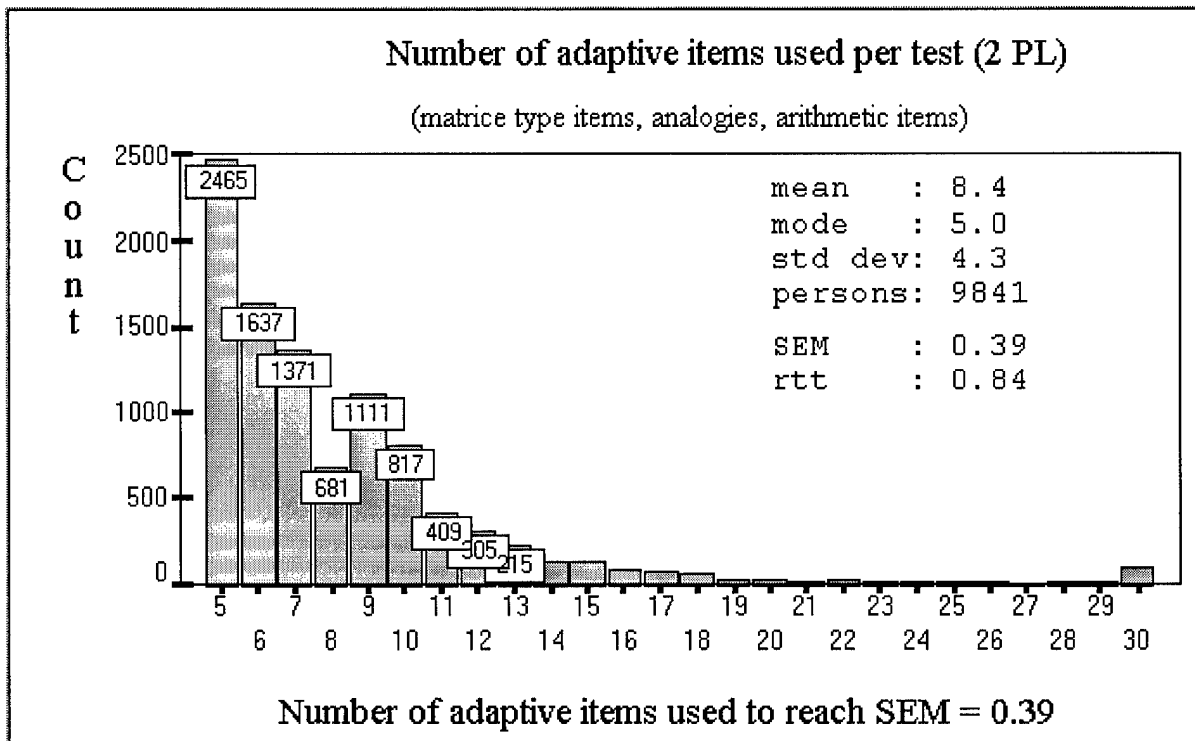 Number of adaptive items used per test (2 PL)
(matrice type items, analogies, arithmetic items)
Count
2500
2000
1500
1000
500
0
2465
1637
1371
681
1111
817
409
305
215
mean : 8.4
mode : 5.0
std dev: 4.3
persons: 9841
SEM : 0.39
rtt : 0.84
5 7 9 11 13 15 17 19 21 23 25 27 29
6 8 10 12 14 16 18 20 22 24 26 28 30
Number of adaptive items used to reach SEM = 0.39